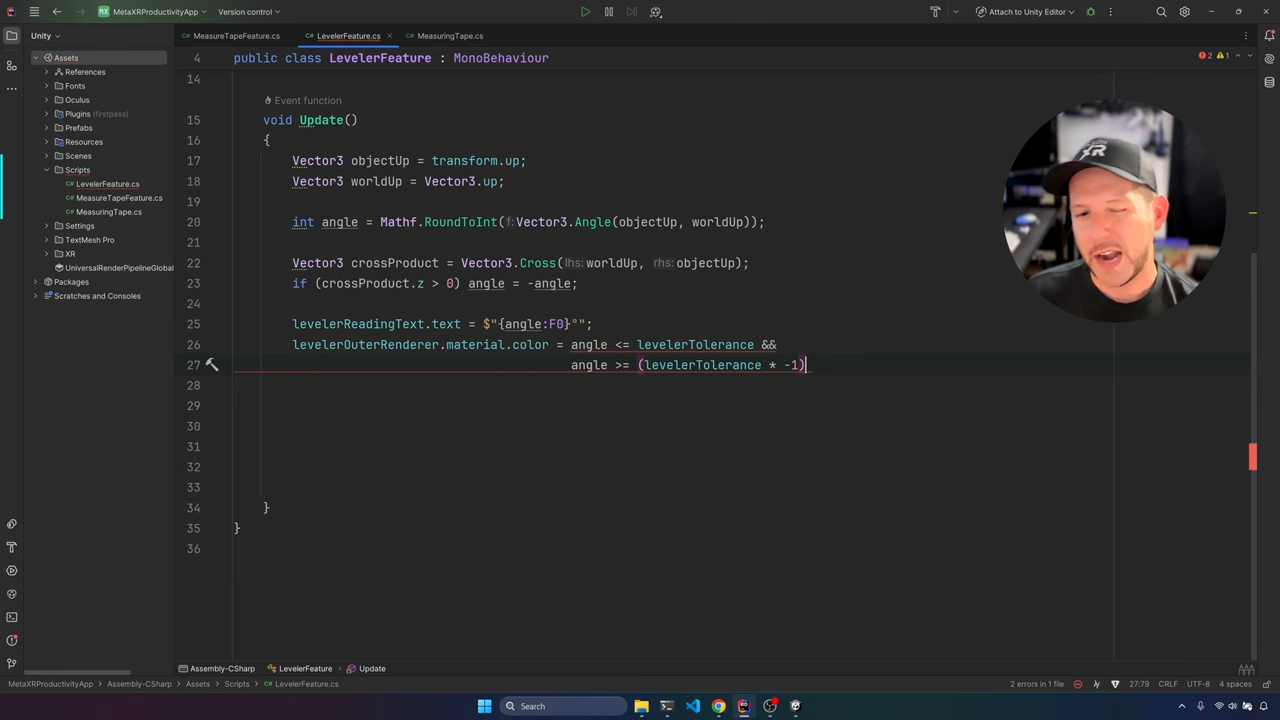 MH MetaXRProductivityApp Version control Attach to Unity Editor
Unity
C# MeasureTapeFeature.cs C# LevelerFeature.cs C# MeasuringTape.cs
4 public class LevelerFeature : MonoBehaviour 2 1
Assets
References
Fonts
Oculus
Plugins (firstpass)
Prefabs
Resources
Scenes
Scripts
C# LevelerFeature.cs
C# MeasureTapeFeature.cs
C# MeasuringTape.cs
Settings
TextMesh Pro
XR
UniversalRenderPipelineGlobal
Packages
Scratches and Consoles
14
Event function
15 void Update()
16 {
17 Vector3 objectUp = transform.up;
18 Vector3 worldUp = Vector3.up;
19
20 int angle = Mathf.RoundToInt(f:Vector3.Angle(objectUp, worldUp));
21
22 Vector3 crossProduct = Vector3.Cross(lhs:worldUp, rhs:objectUp);
23 if (crossProduct.z > 0) angle = -angle;
24
25 levelerReadingText.text = $"{angle:F0}°";
26 levelerOuterRenderer.material.color = angle <= levelerTolerance &&
27 angle >= (levelerTolerance * -1)
28
29
30
31
32
33
34 }
35 }
36
XR
Assembly-CSharp LevelerFeature Update
MetaXRProductivityApp > Assembly-CSharp > Assets > Scripts > C# LevelerFeature.cs 2 errors in 1 file 27:79 CRLF UTF-8 4 spaces
Search